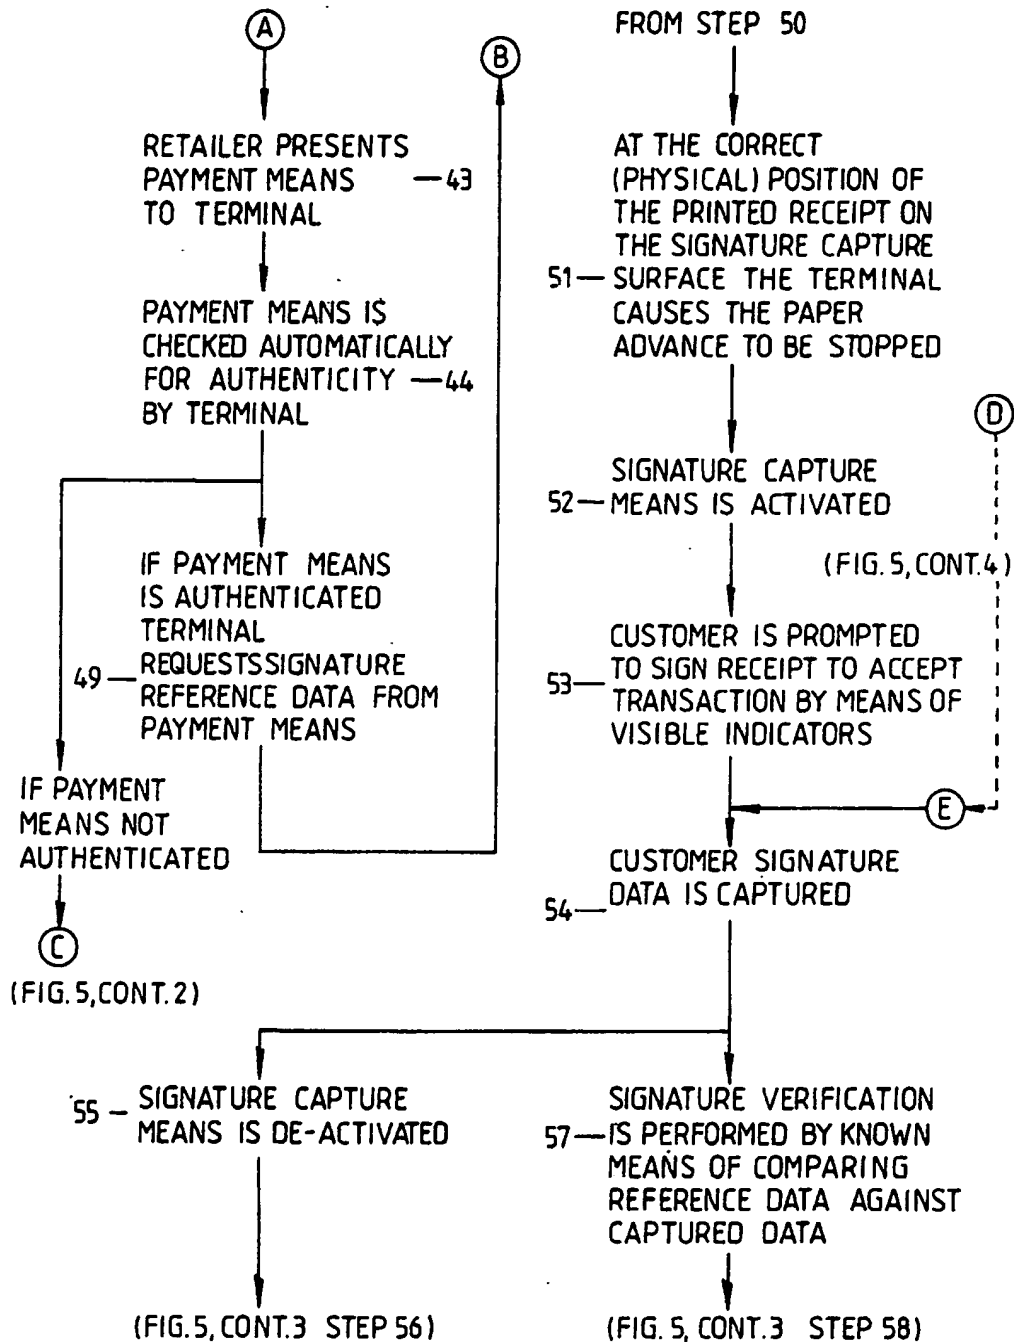 A
RETAILER PRESENTS
PAYMENT MEANS —43
TO TERMINAL
PAYMENT MEANS IS
CHECKED AUTOMATICALLY
FOR AUTHENTICITY —44
BY TERMINAL
IF PAYMENT MEANS
IS AUTHENTICATED
TERMINAL
49— REQUESTSSIGNATURE
REFERENCE DATA FROM
PAYMENT MEANS
IF PAYMENT
MEANS NOT
AUTHENTICATED
C
(FIG.5,CONT.2)
B
FROM STEP 50
AT THE CORRECT
(PHYSICAL) POSITION OF
THE PRINTED RECEIPT ON
THE SIGNATURE CAPTURE
51— SURFACE THE TERMINAL
CAUSES THE PAPER
ADVANCE TO BE STOPPED
D
SIGNATURE CAPTURE
52— MEANS IS ACTIVATED
(FIG.5,CONT.4)
CUSTOMER IS PROMPTED
53— TO SIGN RECEIPT TO ACCEPT
TRANSACTION BY MEANS OF
VISIBLE INDICATORS
E
CUSTOMER SIGNATURE
54— DATA IS CAPTURED
55— SIGNATURE CAPTURE
MEANS IS DE-ACTIVATED
(FIG.5,CONT.3 STEP 56)
SIGNATURE VERIFICATION
57— IS PERFORMED BY KNOWN
MEANS OF COMPARING
REFERENCE DATA AGAINST
CAPTURED DATA
(FIG.5,CONT.3 STEP 58)